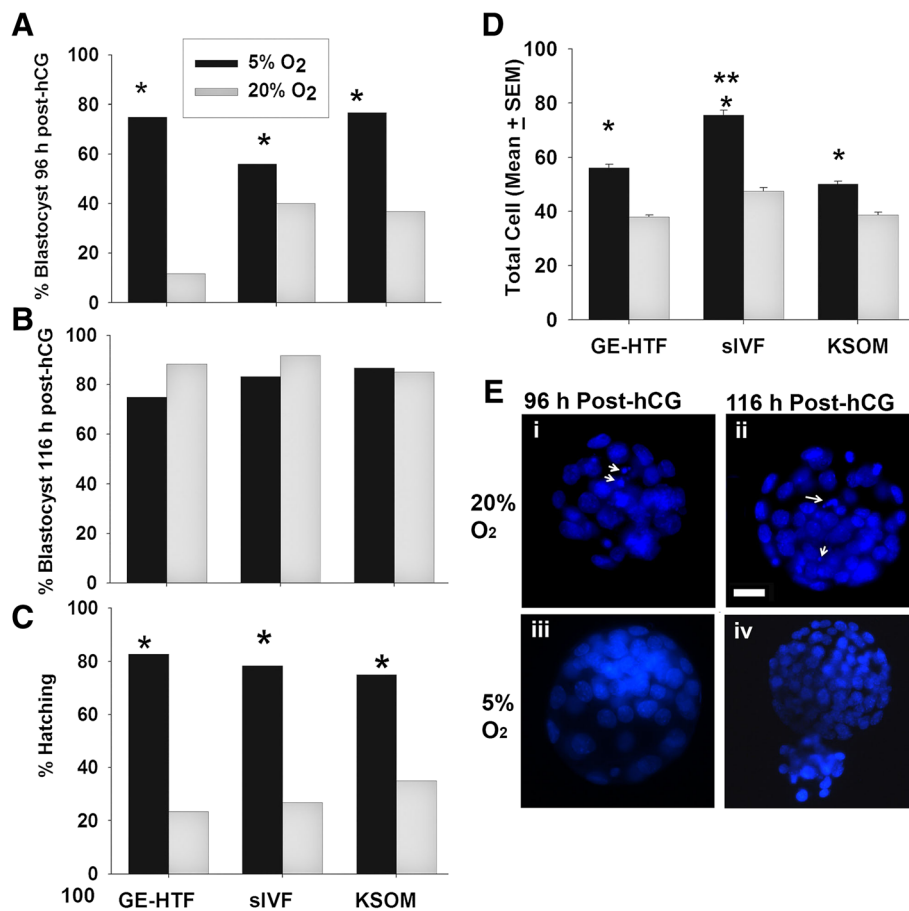 A
5% O2
20% O2
100
80
60
40
20
0
% Blastocyst 96 h post-hCG
*
*
*
B
100
80
60
40
20
0
% Blastocyst 116 h post-hCG
C
80
60
40
20
0
100
% Hatching
*
*
*
GE-HTF sIVF KSOM
D
100
80
60
40
20
0
Total Cell (Mean ± SEM)
*
**
*
*
GE-HTF sIVF KSOM
E
96 h Post-hCG 116 h Post-hCG
20%
O2
i
ii
5%
O2
iii
iv